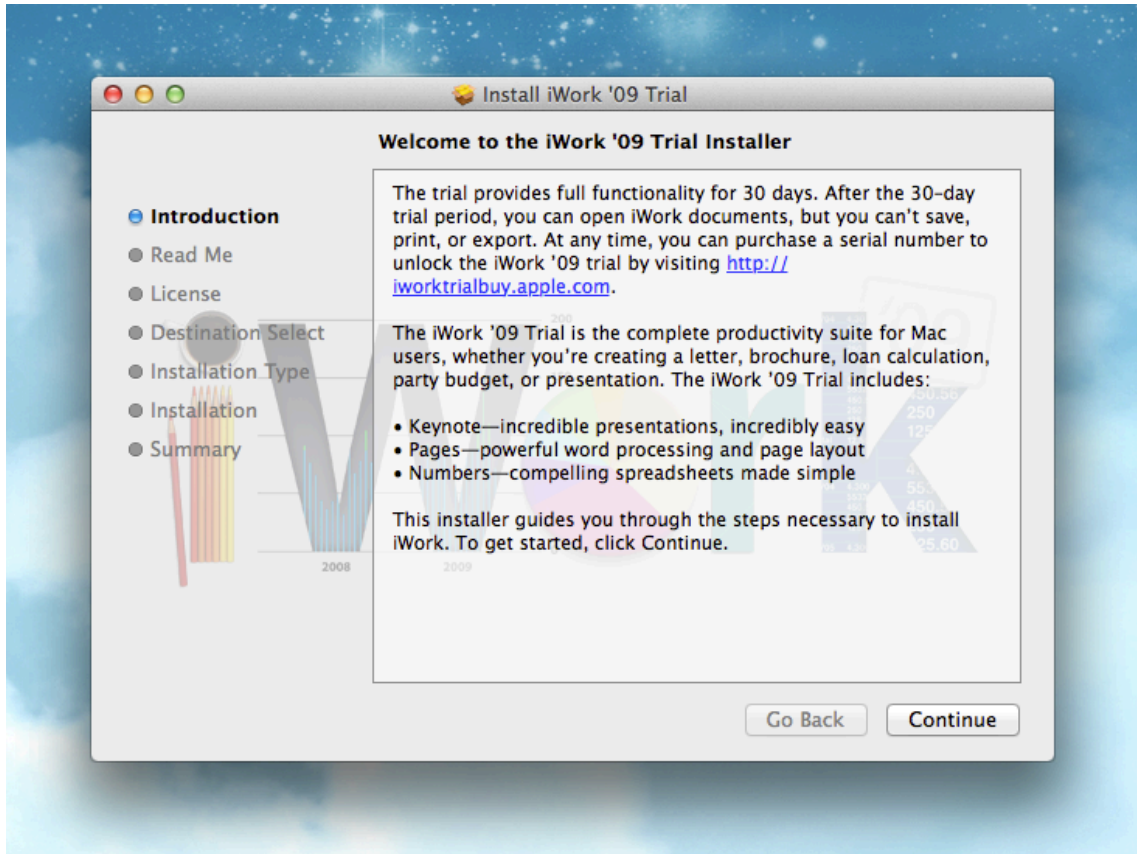 Install iWork '09 Trial
Welcome to the iWork '09 Trial Installer
Introduction
Read Me
License
Destination Select
Installation Type
Installation
Summary
The trial provides full functionality for 30 days. After the 30-day
trial period, you can open iWork documents, but you can’t save,
print, or export. At any time, you can purchase a serial number to
unlock the iWork ’09 trial by visiting http://
iworktrialbuy.apple.com.
The iWork ’09 Trial is the complete productivity suite for Mac
users, whether you’re creating a letter, brochure, loan calculation,
party budget, or presentation. The iWork ’09 Trial includes:
• Keynote—incredible presentations, incredibly easy
• Pages—powerful word processing and page layout
• Numbers—compelling spreadsheets made simple
This installer guides you through the steps necessary to install
iWork. To get started, click Continue.
iWork
'09
200
2008
2009
250
Go Back
Continue